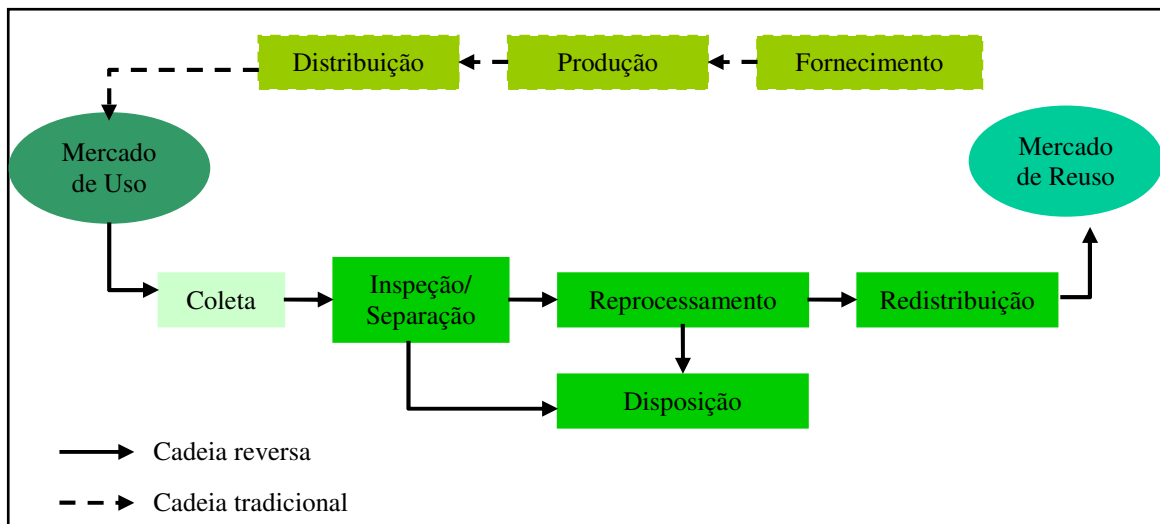 Distribuição
Produção
Fornecimento
Mercado
de Uso
Mercado
de Reuso
Coleta
Inspeção/
Separação
Reprocessamento
Redistribuição
Disposição
Cadeia reversa
Cadeia tradicional